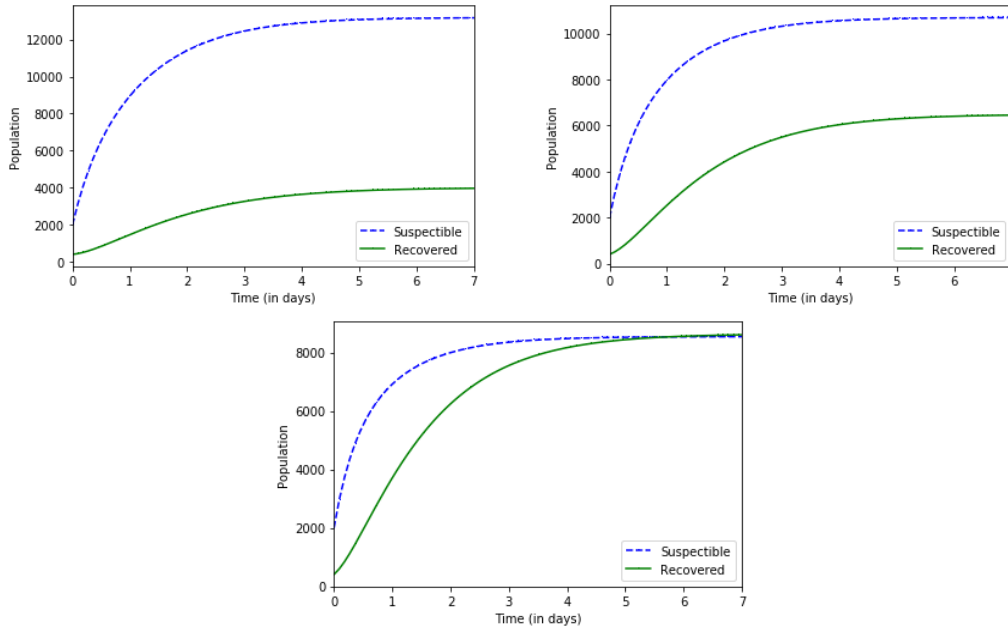 12000
10000
8000
6000
4000
2000
0
Population
Suspectible
Recovered
0 1 2 3 4 5 6 7
Time (in days)
10000
8000
6000
4000
2000
0
Population
Suspectible
Recovered
0 1 2 3 4 5 6
Time (in days)
8000
6000
4000
2000
0
Population
Suspectible
Recovered
0 1 2 3 4 5 6 7
Time (in days)